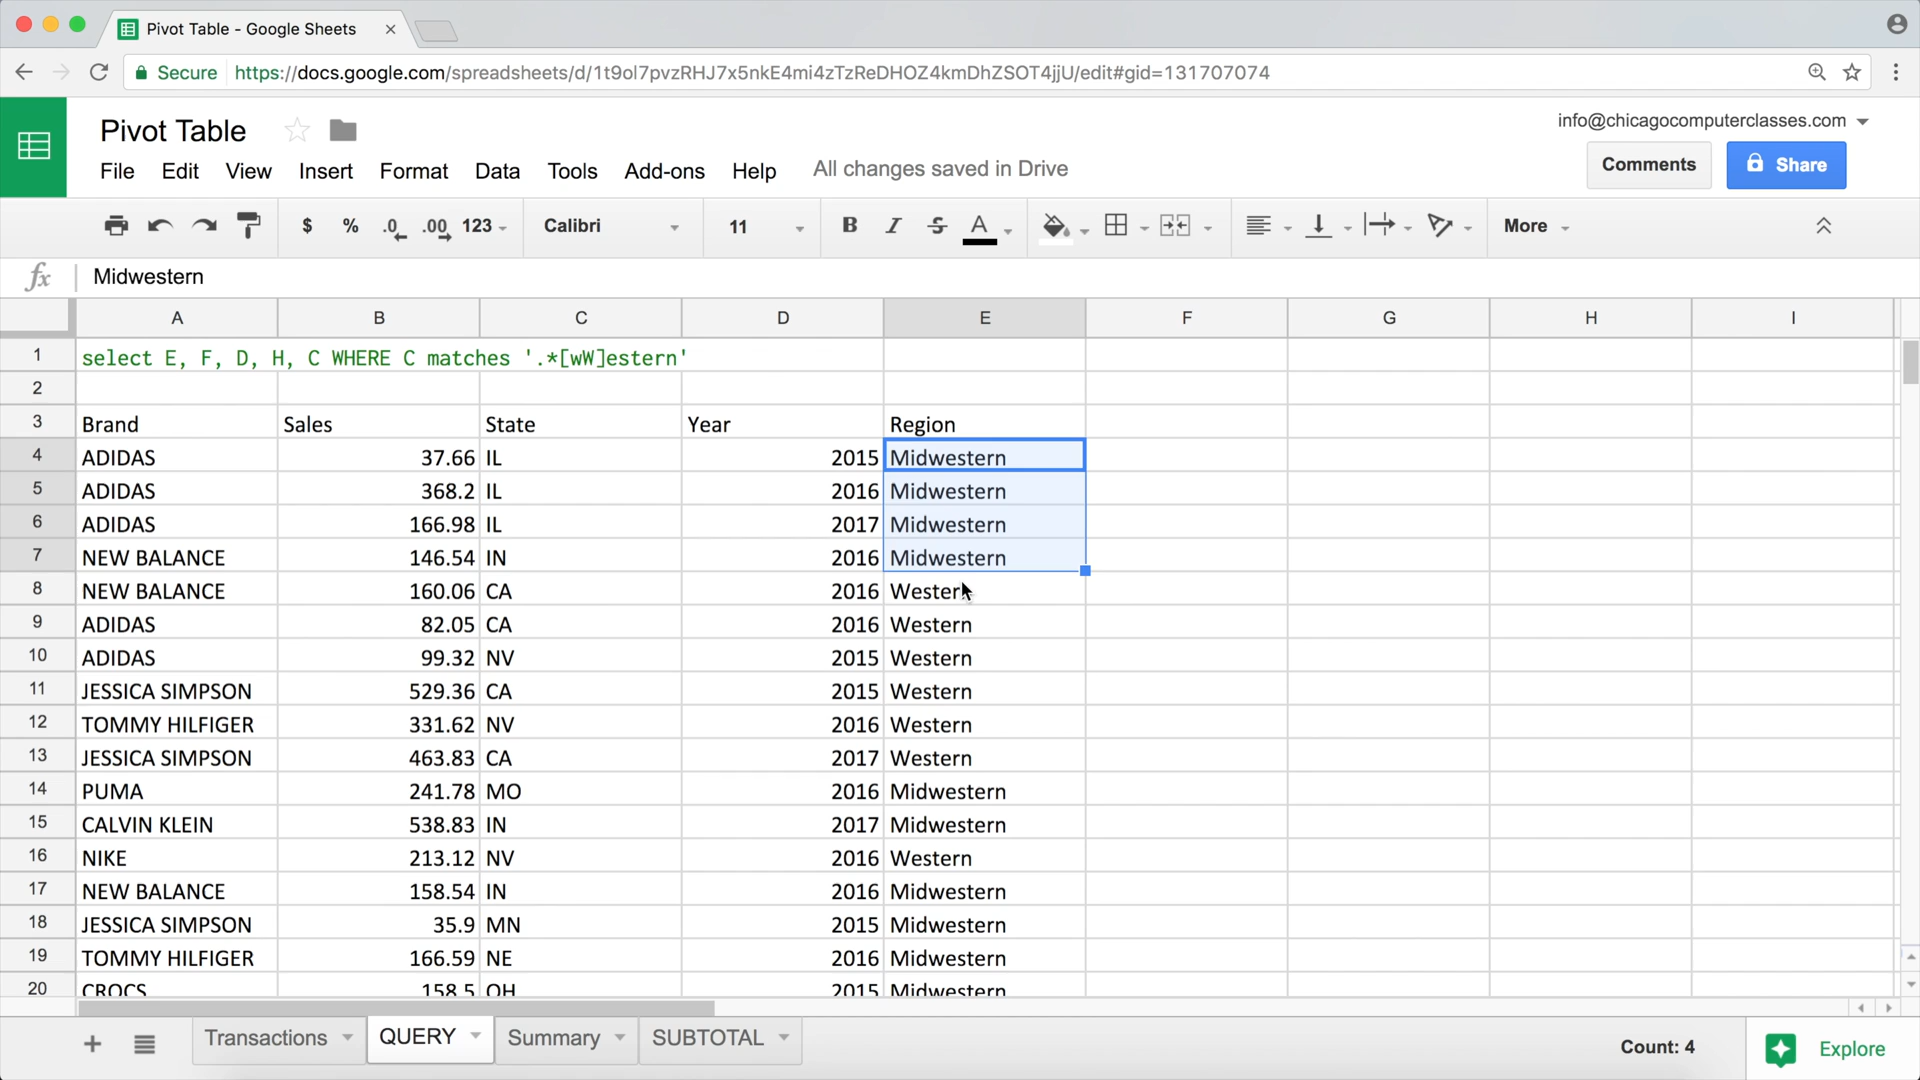 Pivot Table - Google Sheets
Secure https://docs.google.com/spreadsheets/d/1t9ol7pvzRHJ7x5nkE4mi4zTzReDHOZ4kmDhZSOT4jjU/edit#gid=131707074
Pivot Table
info@chicagocomputerclasses.com
File Edit View Insert Format Data Tools Add-ons Help All changes saved in Drive
Comments Share
$ % .0 .00 123 Calibri 11 B I S A More
fx Midwestern
A B C D E F G H I
1 select E, F, D, H, C WHERE C matches '.*[wW]estern'
2
3 Brand Sales State Year Region
4 ADIDAS 37.66 IL 2015 Midwestern
5 ADIDAS 368.2 IL 2016 Midwestern
6 ADIDAS 166.98 IL 2017 Midwestern
7 NEW BALANCE 146.54 IN 2016 Midwestern
8 NEW BALANCE 160.06 CA 2016 Western
9 ADIDAS 82.05 CA 2016 Western
10 ADIDAS 99.32 NV 2015 Western
11 JESSICA SIMPSON 529.36 CA 2015 Western
12 TOMMY HILFIGER 331.62 NV 2016 Western
13 JESSICA SIMPSON 463.83 CA 2017 Western
14 PUMA 241.78 MO 2016 Midwestern
15 CALVIN KLEIN 538.83 IN 2017 Midwestern
16 NIKE 213.12 NV 2016 Western
17 NEW BALANCE 158.54 IN 2016 Midwestern
18 JESSICA SIMPSON 35.9 MN 2015 Midwestern
19 TOMMY HILFIGER 166.59 NE 2016 Midwestern
20 CROCS 158.5 OH 2015 Midwestern
Transactions QUERY Summary SUBTOTAL Count: 4 Explore